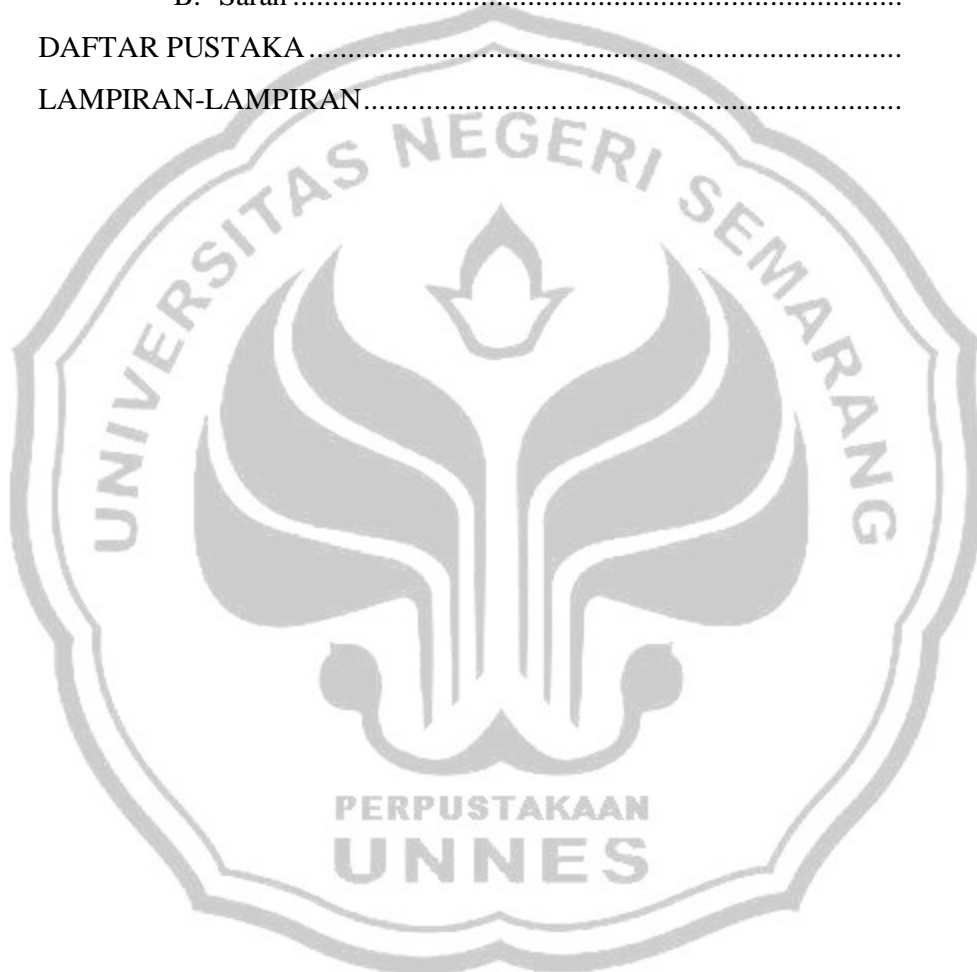 B. Saran ..........................................................................
DAFTAR PUSTAKA ..........................................................................
LAMPIRAN-LAMPIRAN ..........................................................................
UNIVERSITAS NEGERI SEMARANG
PERPUSTAKAAN
UNNES